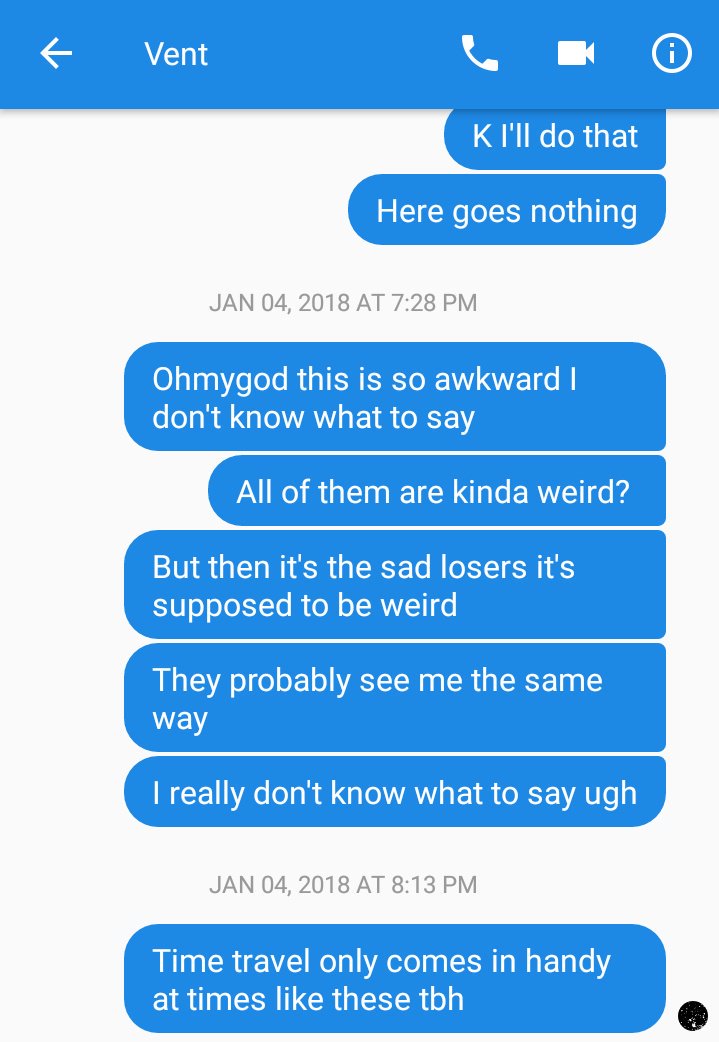 Vent
K I'll do that
Here goes nothing
JAN 04, 2018 AT 7:28 PM
Ohmygod this is so awkward I
don't know what to say
All of them are kinda weird?
But then it's the sad losers it's
supposed to be weird
They probably see me the same
way
I really don't know what to say ugh
JAN 04, 2018 AT 8:13 PM
Time travel only comes in handy
at times like these tbh